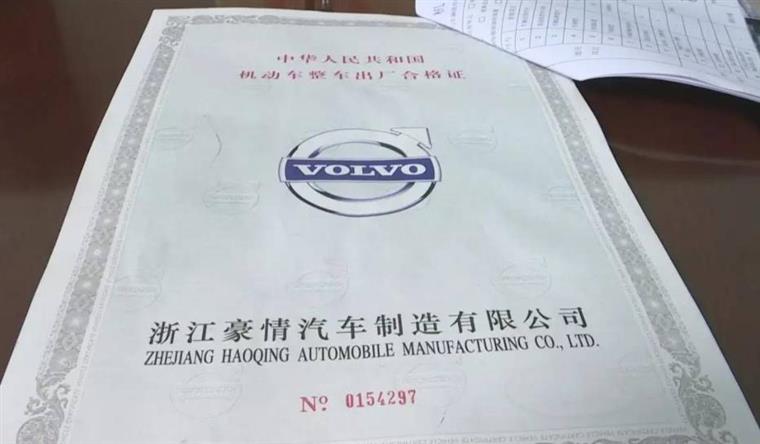 中华人民共和国
机动车整车出厂合格证
VOLVO
浙江豪情汽车制造有限公司
ZHEJIANG HAOQING AUTOMOBILE MANUFACTURING CO., LTD.
No 0154297